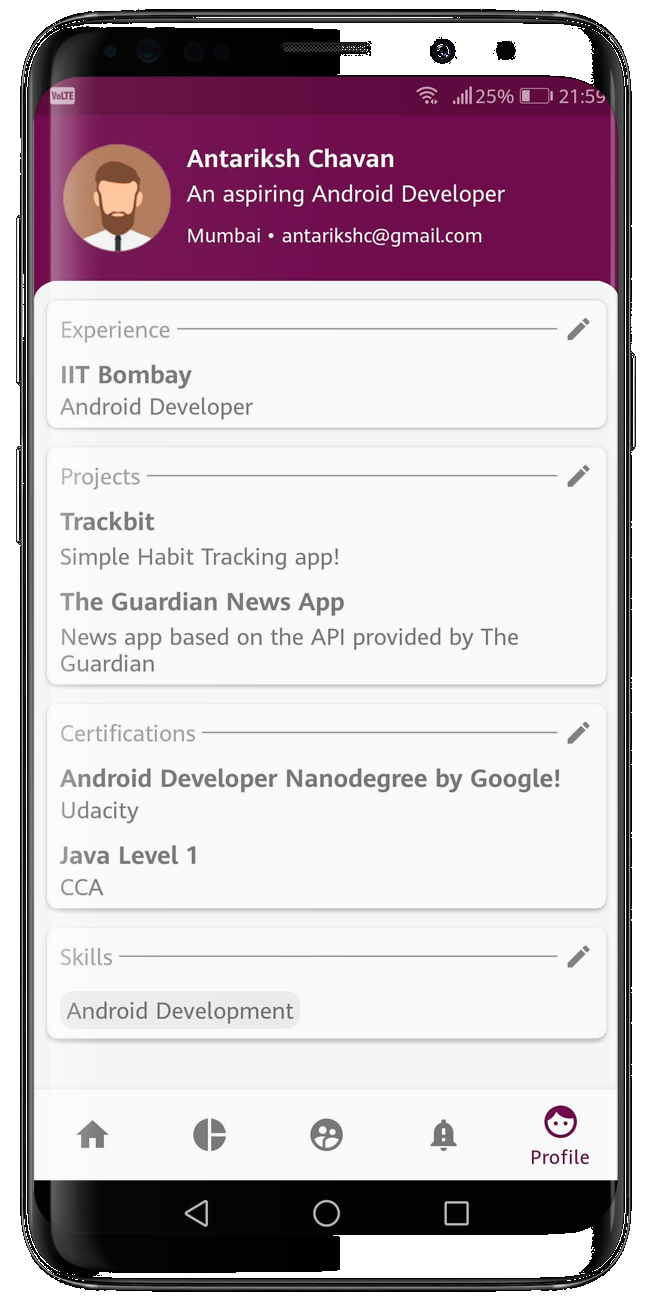 VoLTE 25% 21:59
Antariksh Chavan
An aspiring Android Developer
Mumbai • antarikshc@gmail.com
Experience
IIT Bombay
Android Developer
Projects
Trackbit
Simple Habit Tracking app!
The Guardian News App
News app based on the API provided by The
Guardian
Certifications
Android Developer Nanodegree by Google!
Udacity
Java Level 1
CCA
Skills
Android Development
Profile